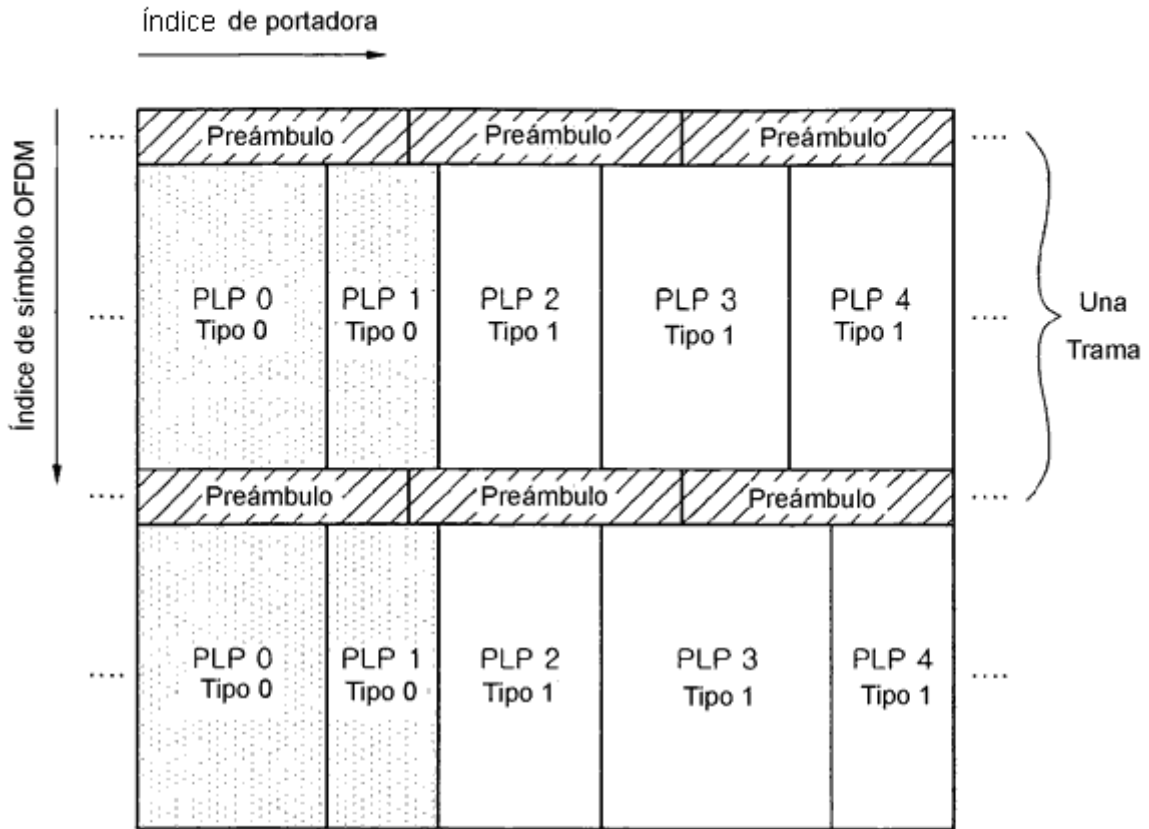 Índice de portadora
Índice de símbolo OFDM
.... Preámbulo Preámbulo Preámbulo ....
.... PLP 0 PLP 1 PLP 2 PLP 3 PLP 4 ....
Tipo 0 Tipo 0 Tipo 1 Tipo 1 Tipo 1
Una
Trama
.... Preámbulo Preámbulo Preámbulo ....
.... PLP 0 PLP 1 PLP 2 PLP 3 PLP 4 ....
Tipo 0 Tipo 0 Tipo 1 Tipo 1 Tipo 1